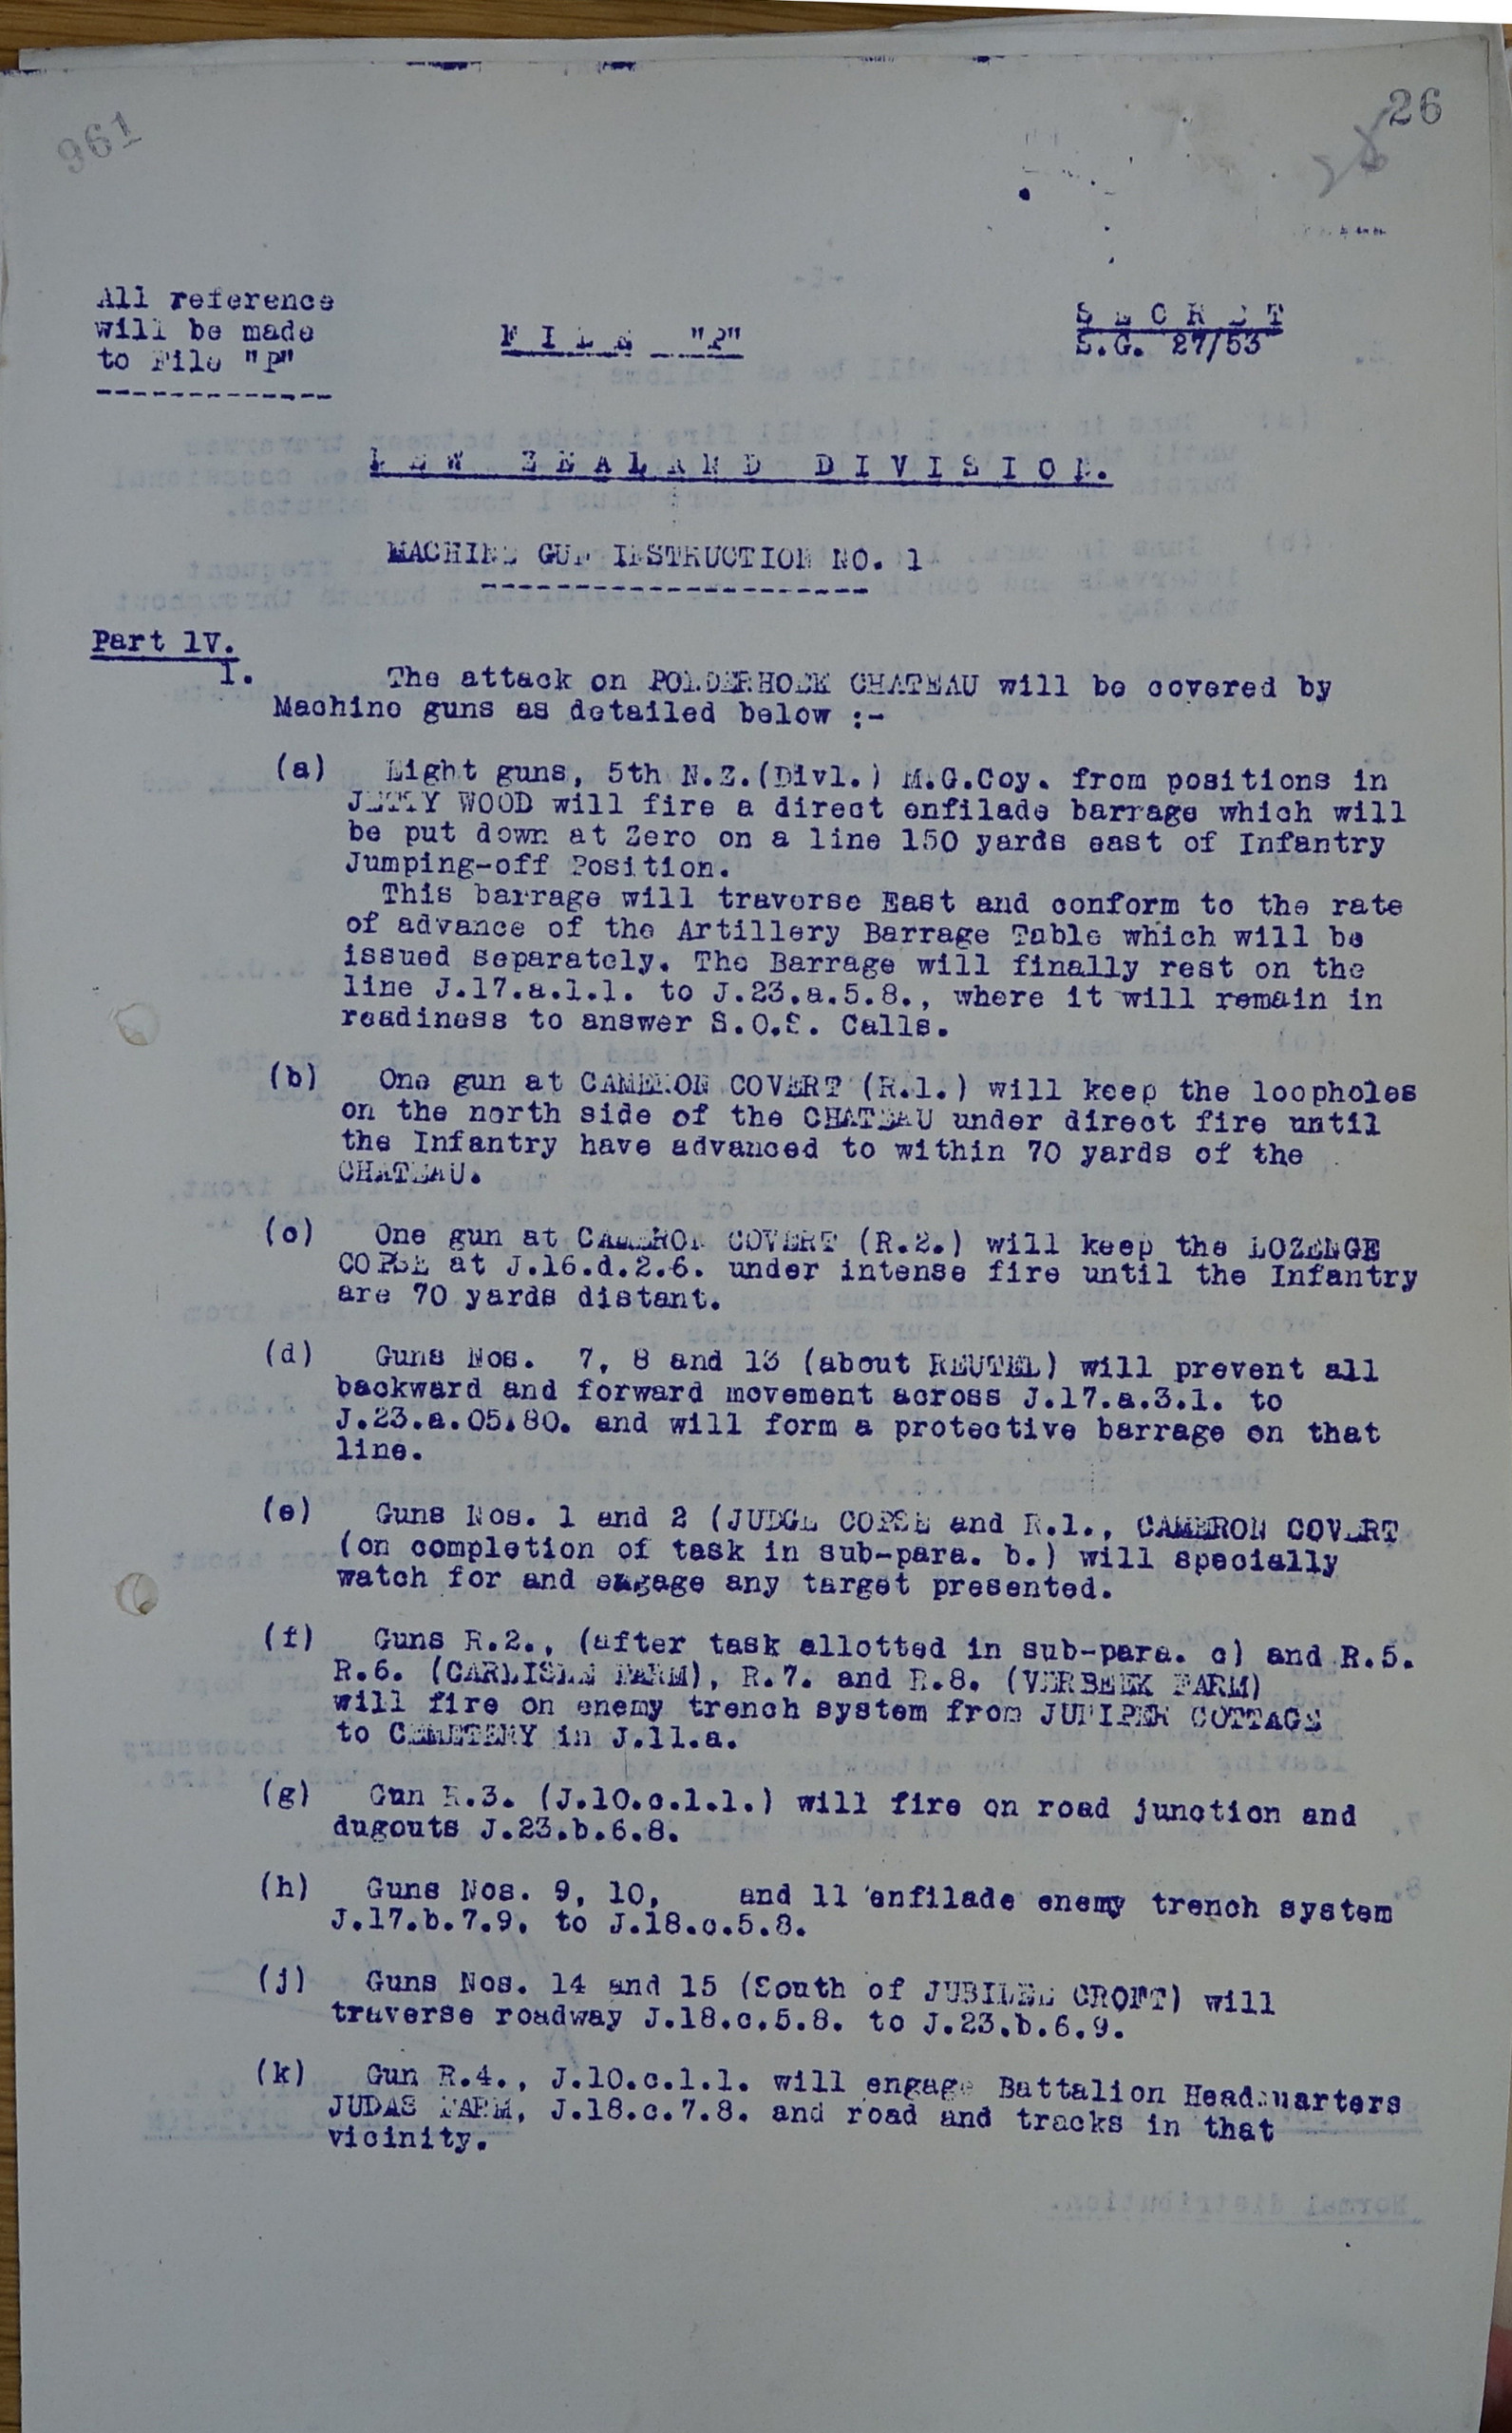 961
26
All reference
will be made
to File "P"
FILE "P"
SECRET
S.G. 27/53
NEW ZEALAND DIVISION.
MACHINE GUN INSTRUCTION NO. 1
Part 1V.
1. The attack on POLDERHOEK CHATEAU will be covered by
Machine guns as detailed below :-
(a) Eight guns, 5th N.Z.(Divl.) M.G.Coy. from positions in
JETTY WOOD will fire a direct enfilade barrage which will
be put down at Zero on a line 150 yards east of Infantry
Jumping-off Position.
This barrage will traverse East and conform to the rate
of advance of the Artillery Barrage Table which will be
issued separately. The Barrage will finally rest on the
line J.17.a.1.1. to J.23.a.5.8., where it will remain in
readiness to answer S.O.S. Calls.
(b) One gun at CAMERON COVERT (R.1.) will keep the loopholes
on the north side of the CHATEAU under direct fire until
the Infantry have advanced to within 70 yards of the
CHATEAU.
(c) One gun at CAMERON COVERT (R.2.) will keep the LOZENGE
COPSE at J.16.d.2.6. under intense fire until the Infantry
are 70 yards distant.
(d) Guns Nos. 7, 8 and 13 (about REUTEL) will prevent all
backward and forward movement across J.17.a.3.1. to
J.23.a.05.80. and will form a protective barrage on that
line.
(e) Guns Nos. 1 and 2 (JUDGE COPSE and R.1., CAMERON COVERT
(on completion of task in sub-para. b.) will specially
watch for and engage any target presented.
(f) Guns R.2., (after task allotted in sub-para. c) and R.5.
R.6. (CARLISLE FARM), R.7. and R.8. (VERBEEK FARM)
will fire on enemy trench system from JUNIPER COTTAGE
to CEMETERY in J.11.a.
(g) Gun R.3. (J.10.c.1.1.) will fire on road junction and
dugouts J.23.b.6.8.
(h) Guns Nos. 9, 10, and 11 enfilade enemy trench system
J.17.b.7.9. to J.18.c.5.8.
(j) Guns Nos. 14 and 15 (South of JUBILEE CROFT) will
traverse roadway J.18.c.5.8. to J.23.b.6.9.
(k) Gun R.4., J.10.c.1.1. will engage Battalion Headquarters
JUDAS FARM, J.18.c.7.8. and road and tracks in that
vicinity.